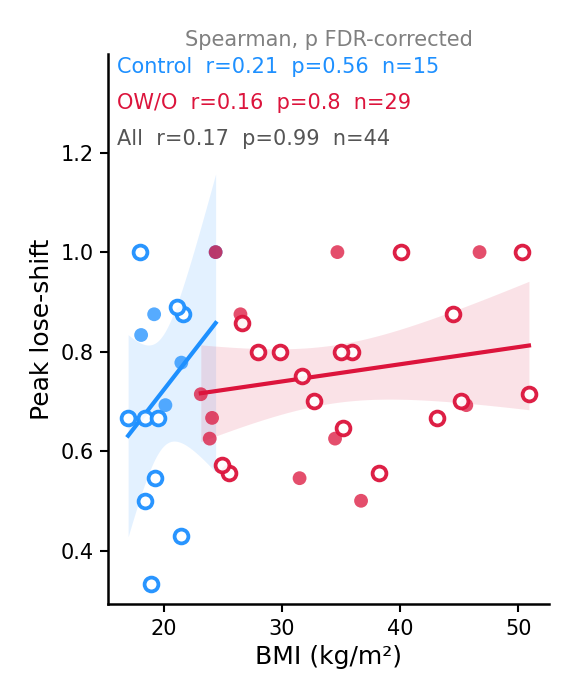 Spearman, p FDR-corrected
Control r=0.21 p=0.56 n=15
OW/O r=0.16 p=0.8 n=29
All r=0.17 p=0.99 n=44
1.2
1.0
0.8
0.6
0.4
Peak lose-shift
20 30 40 50
BMI (kg/m²)